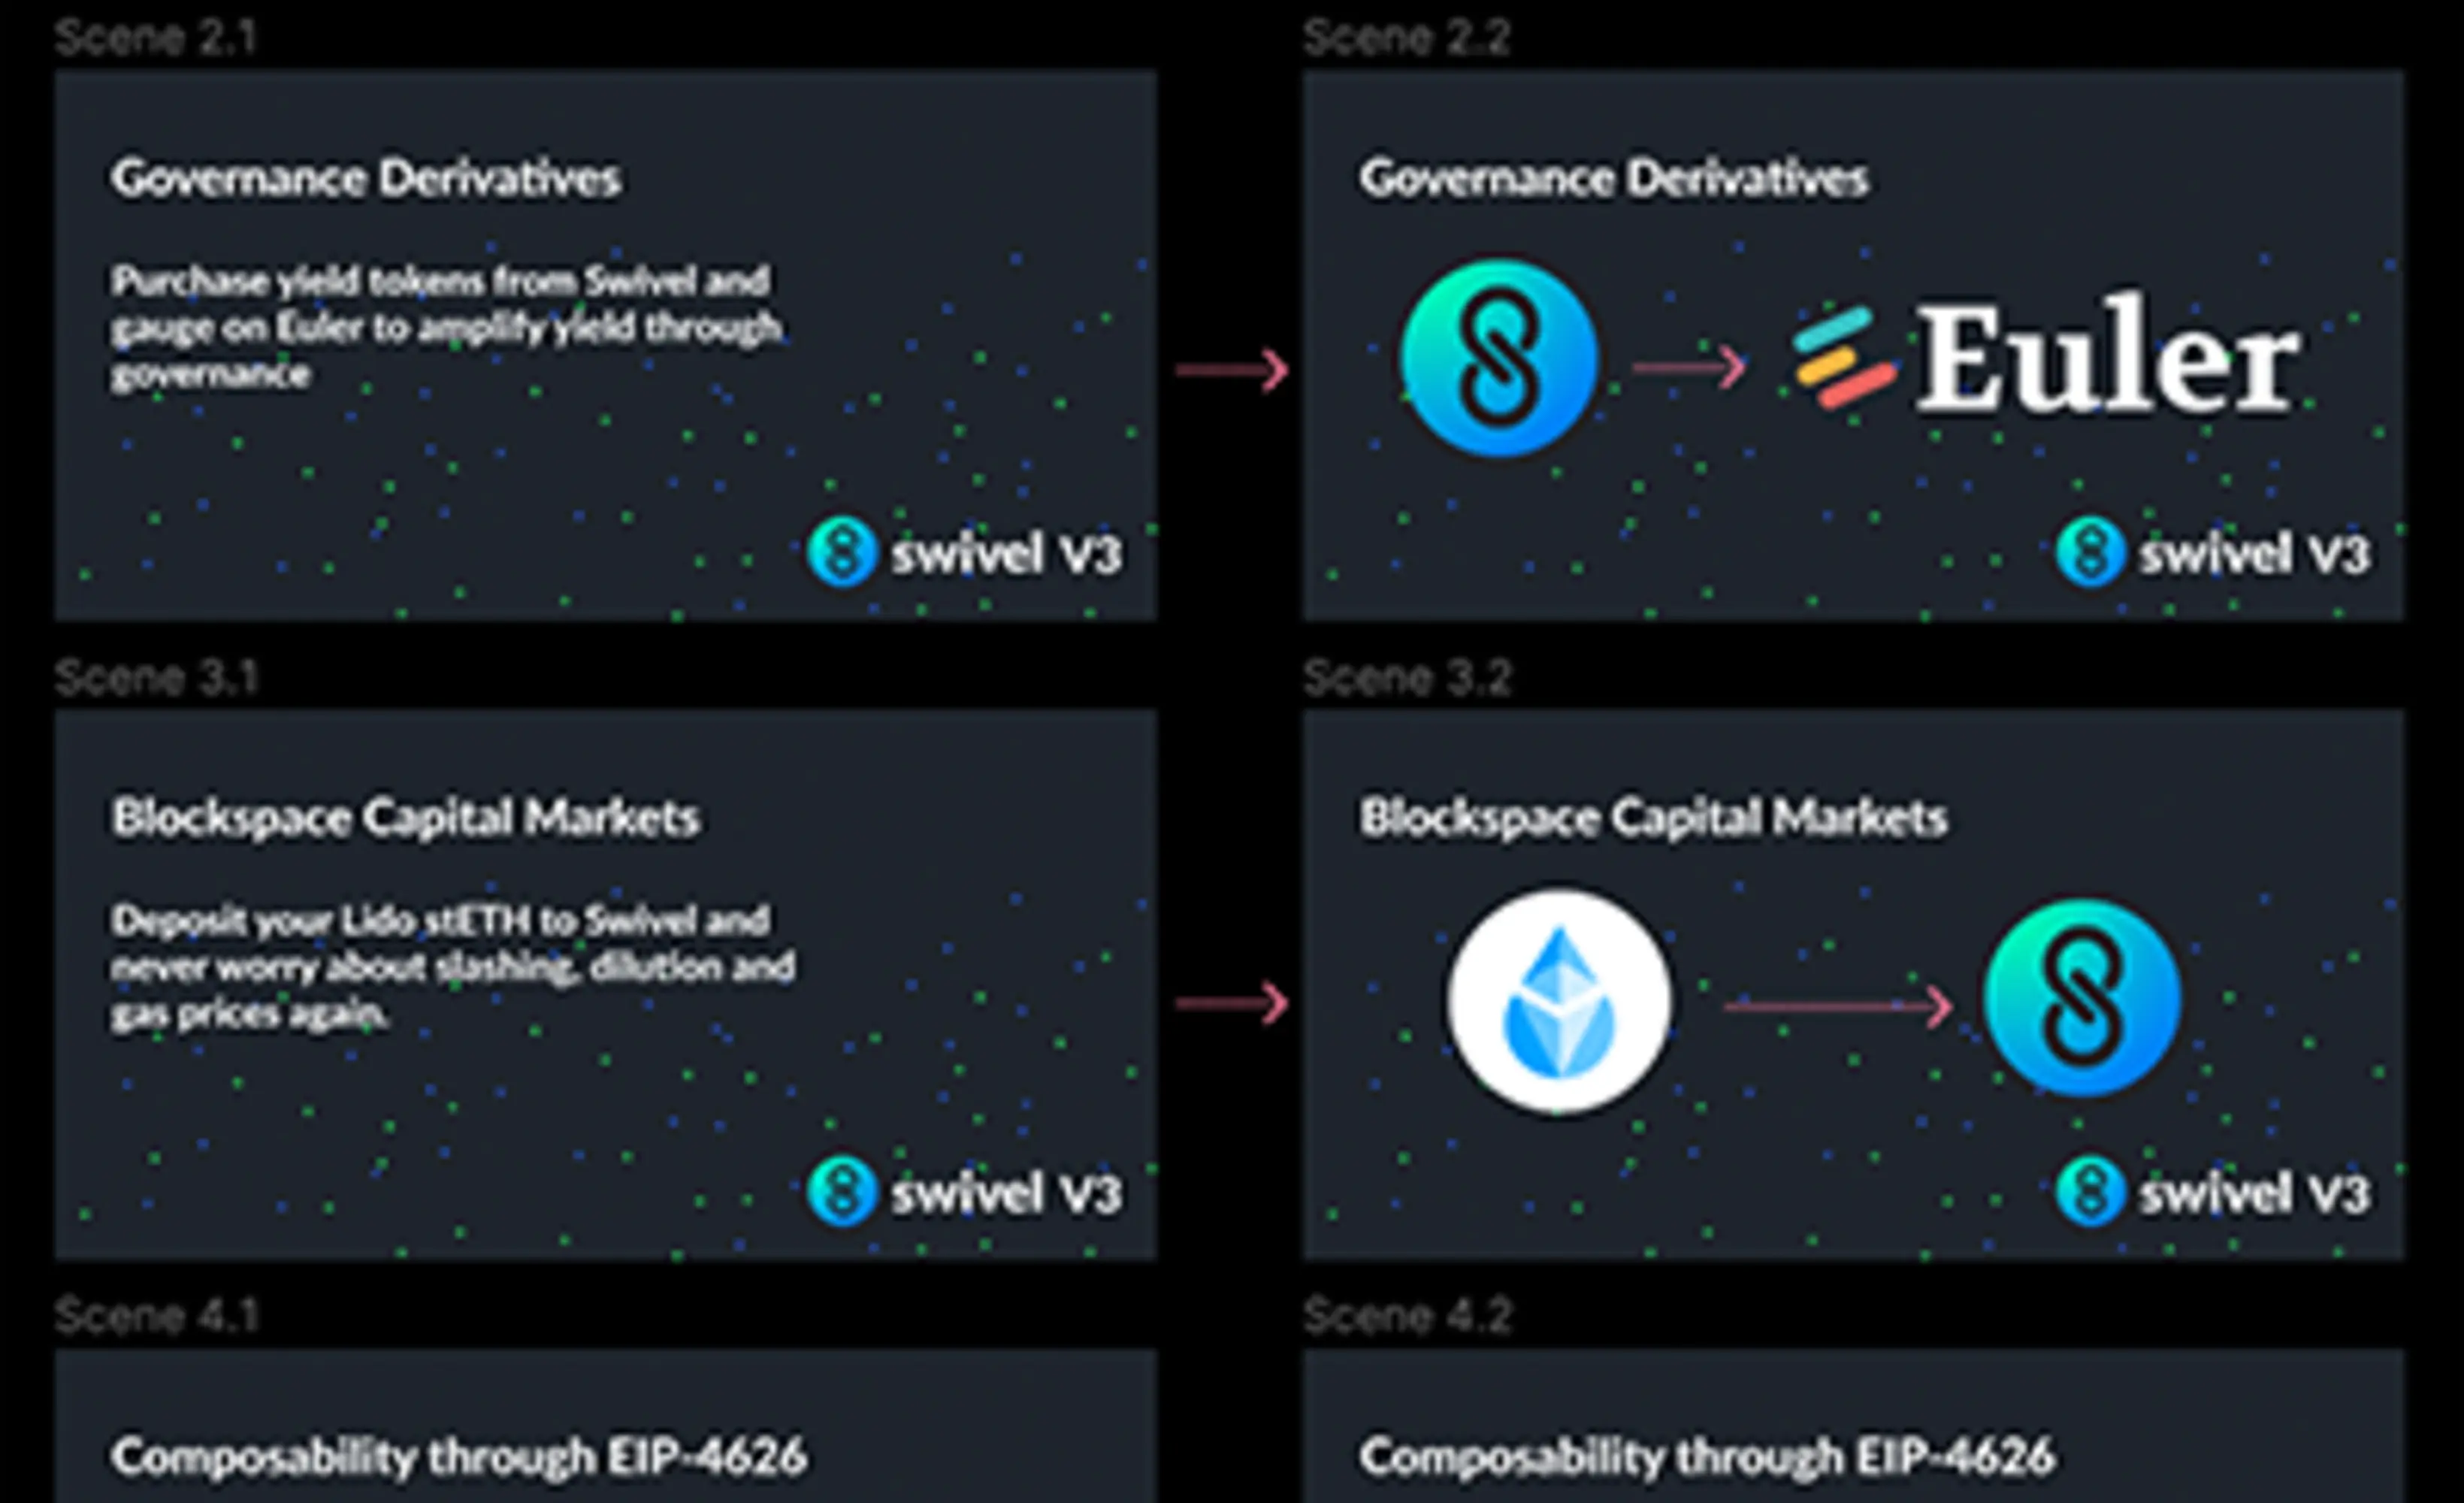 Scene 2.1
Governance Derivatives
Purchase yield tokens from Swivel and
gauge on Euler to amplify yield through
governance
swivel V3
Scene 2.2
Governance Derivatives
Euler
swivel V3
Scene 3.1
Blockspace Capital Markets
Deposit your Lido stETH to Swivel and
never worry about slashing, dilution and
gas prices again.
swivel V3
Scene 3.2
Blockspace Capital Markets
swivel V3
Scene 4.1
Composability through EIP-4626
Scene 4.2
Composability through EIP-4626